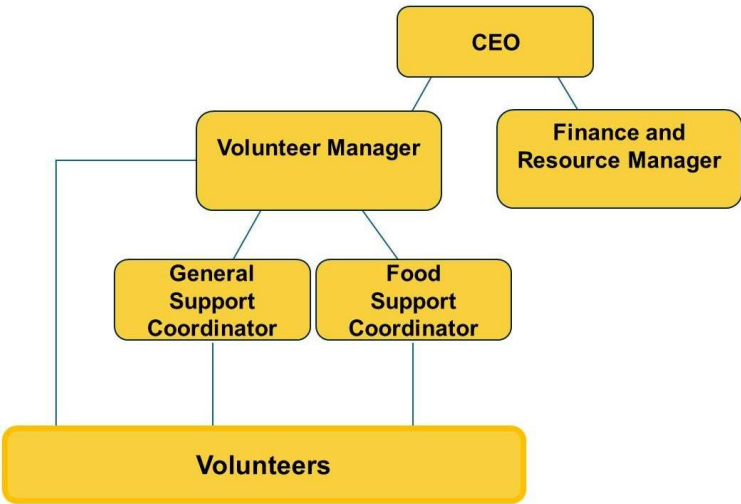 CEO
Volunteer Manager
Finance and
Resource Manager
General
Support
Coordinator
Food
Support
Coordinator
Volunteers